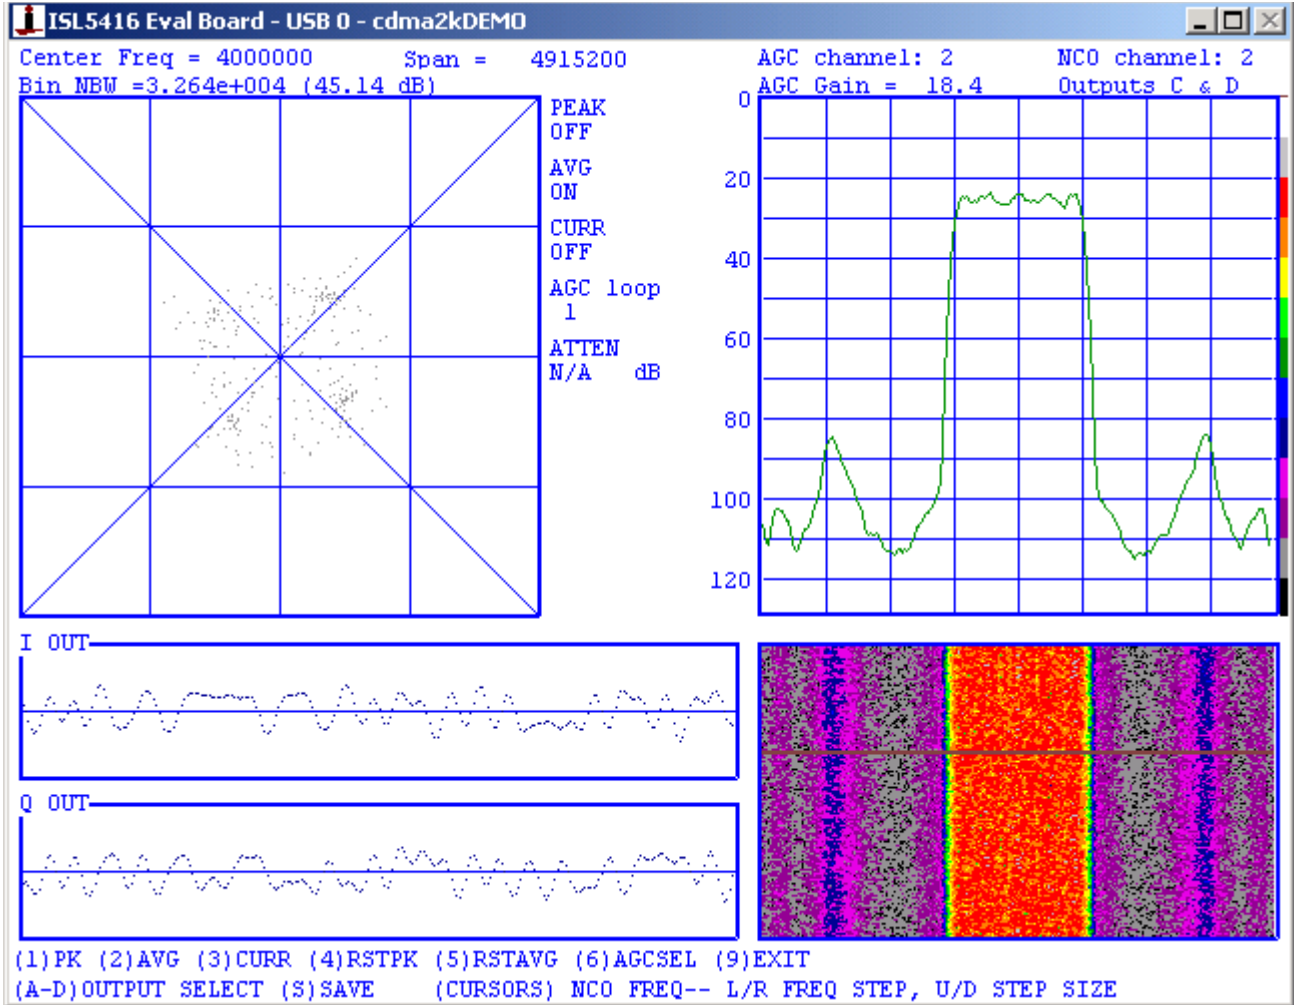 ISL5416 Eval Board - USB 0 - cdma2kDEMO
Center Freq = 4000000 Span = 4915200 AGC channel: 2 NCO channel: 2
Bin NBW =3.264e+004 (45.14 dB) AGC Gain = 18.4 Outputs C & D
PEAK
OFF
AVG
ON
CURR
OFF
AGC loop
1
ATTEN
N/A dB
0
20
40
60
80
100
120
I OUT
Q OUT
(1)PK (2)AVG (3)CURR (4)RSTPK (5)RSTAVG (6)AGCSEL (9)EXIT
(A-D)OUTPUT SELECT (S)SAVE (CURSORS) NCO FREQ-- L/R FREQ STEP, U/D STEP SIZE